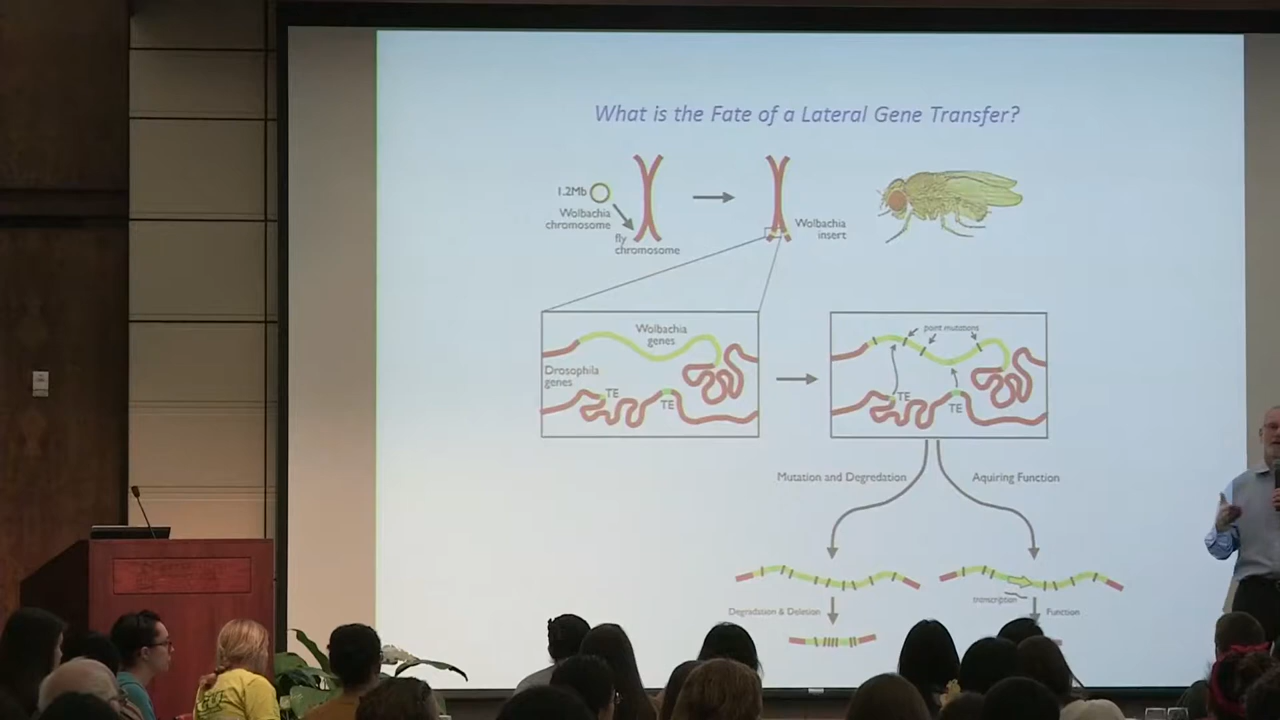 What is the Fate of a Lateral Gene Transfer?
1.2Mb
Wolbachia
chromosome
fly
chromosome
Wolbachia
insert
Wolbachia
genes
Drosophila
genes
TE
TE
point mutations
TE
TE
Mutation and Degradation
Aquiring Function
Degradation & Deletion
transcription
Function